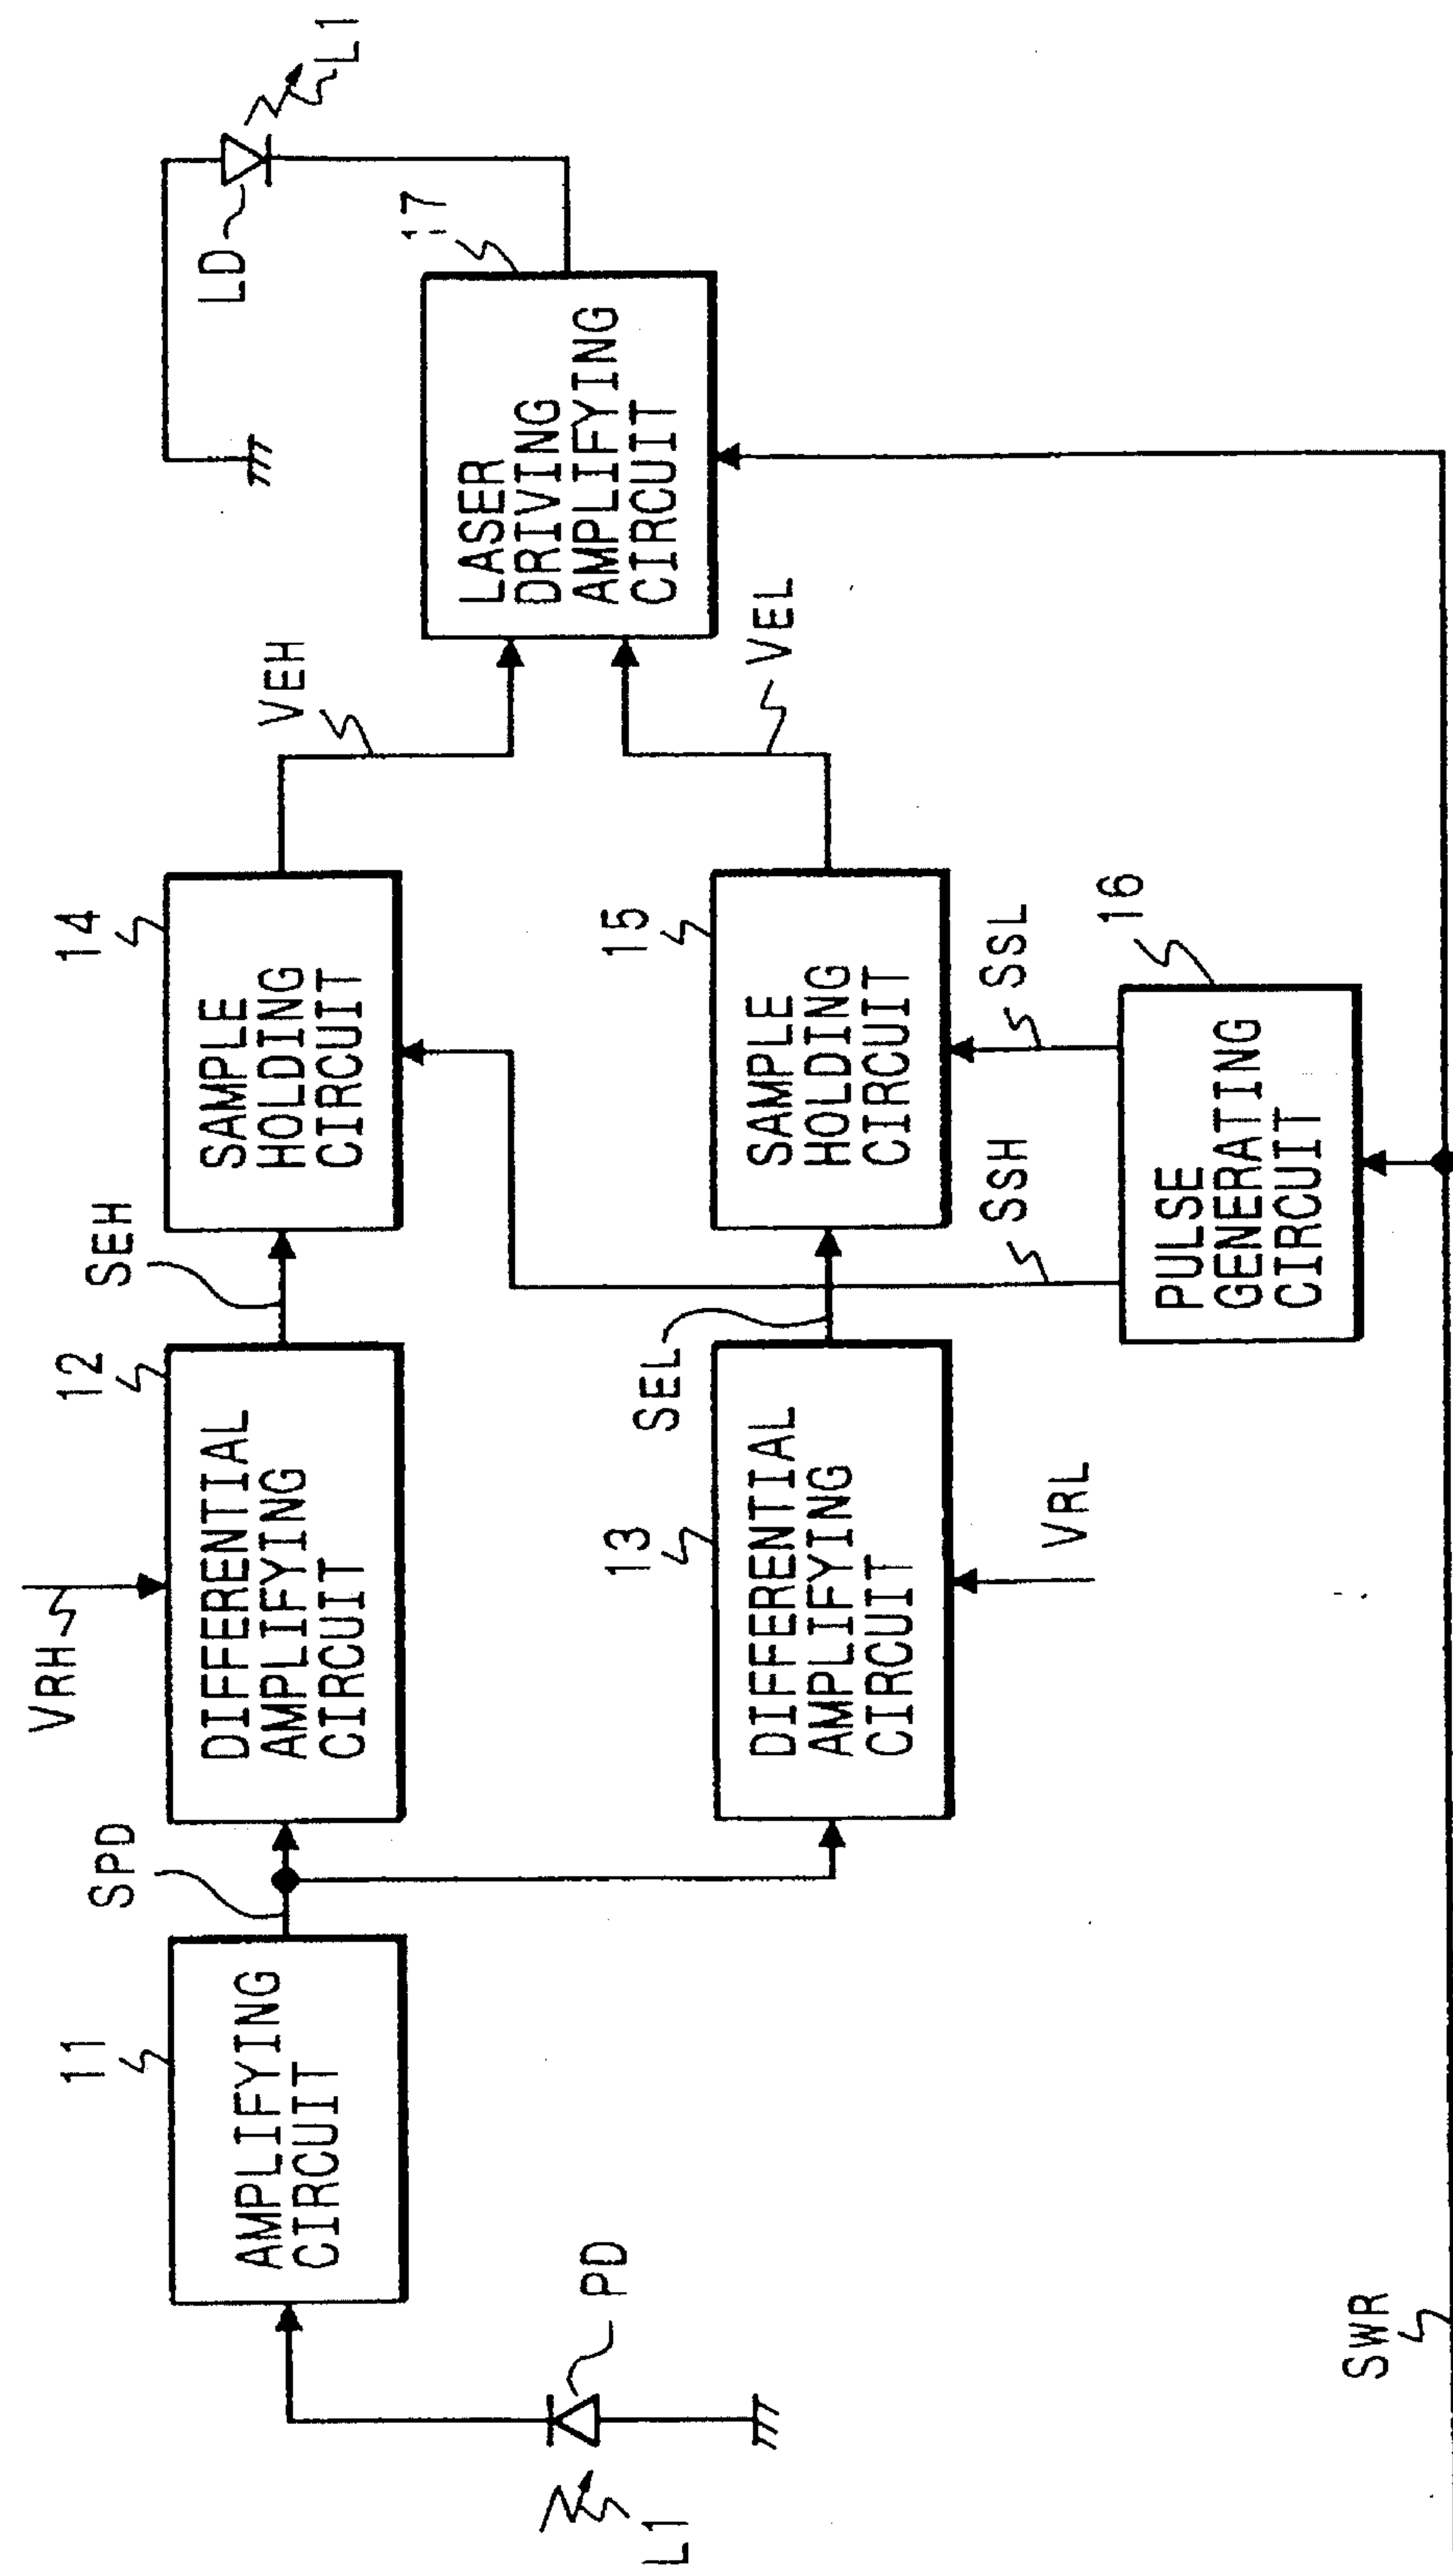 L1
PD
11
AMPLIFYING
CIRCUIT
SPD
VRH
12
DIFFERENTIAL
AMPLIFYING
CIRCUIT
SEH
14
SAMPLE
HOLDING
CIRCUIT
VEH
13
DIFFERENTIAL
AMPLIFYING
CIRCUIT
VRL
SEL
15
SAMPLE
HOLDING
CIRCUIT
VEL
SSH
SSL
16
PULSE
GENERATING
CIRCUIT
17
LASER
DRIVING
AMPLIFYING
CIRCUIT
LD
L1
SWR